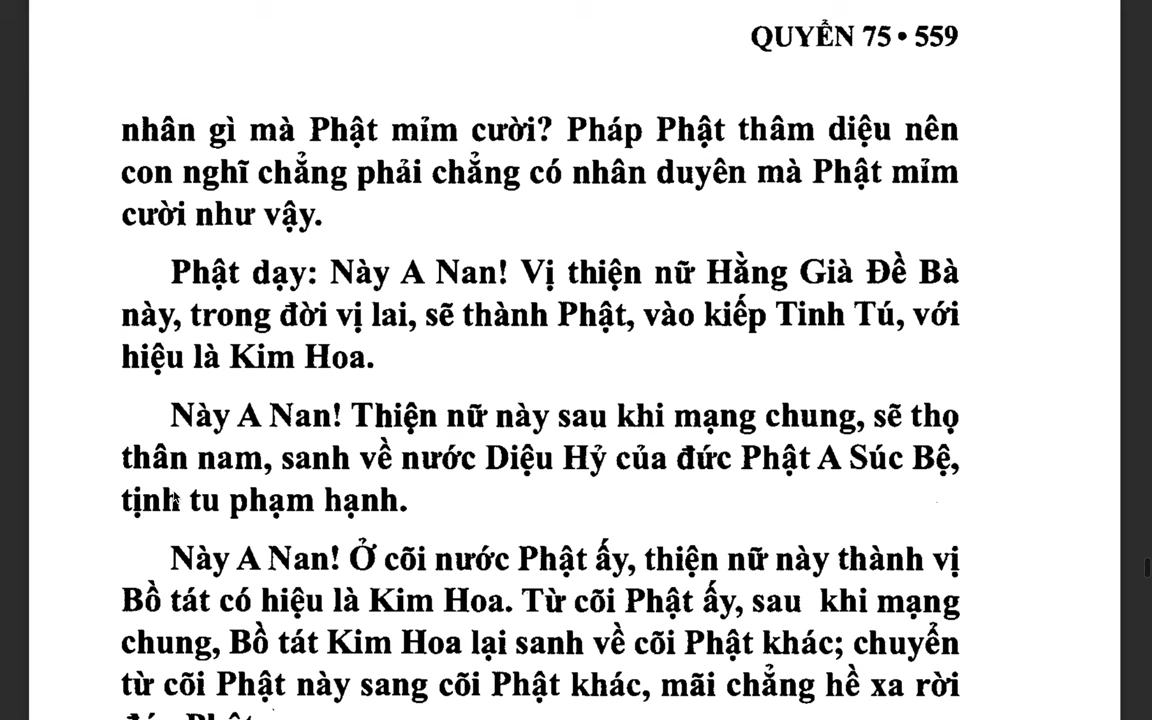 QUYỂN 75 • 559
nhân gì mà Phật mỉm cười? Pháp Phật thâm diệu nên
con nghĩ chẳng phải chẳng có nhân duyên mà Phật mỉm
cười như vậy.
Phật dạy: Này A Nan! Vị thiện nữ Hằng Già Đề Bà
này, trong đời vị lai, sẽ thành Phật, vào kiếp Tinh Tú, với
hiệu là Kim Hoa.
Này A Nan! Thiện nữ này sau khi mạng chung, sẽ thọ
thân nam, sanh về nước Diệu Hỷ của đức Phật A Súc Bệ,
tịnh tu phạm hạnh.
Này A Nan! Ở cõi nước Phật ấy, thiện nữ này thành vị
Bồ tát có hiệu là Kim Hoa. Từ cõi Phật ấy, sau khi mạng
chung, Bồ tát Kim Hoa lại sanh về cõi Phật khác; chuyển
từ cõi Phật này sang cõi Phật khác, mãi chẳng hề xa rời